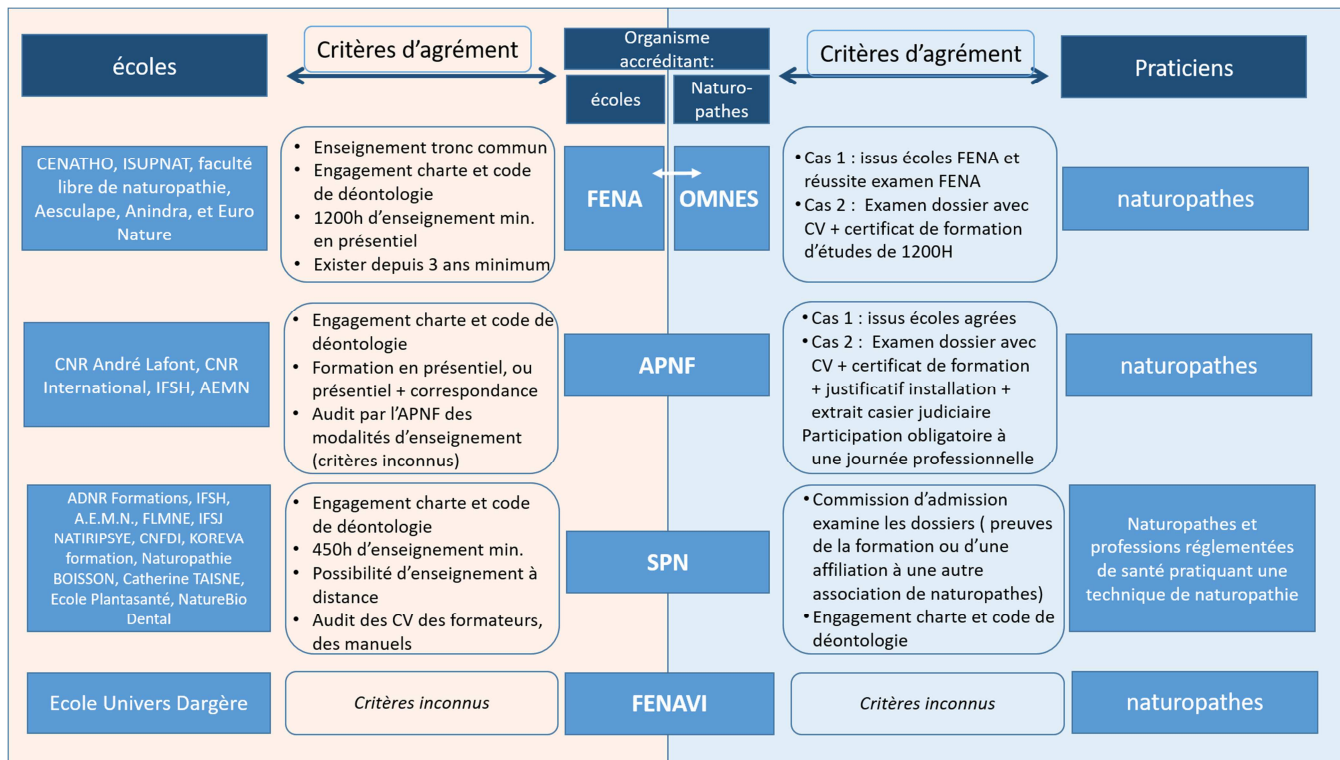 écoles
Critères d'agrément
Organisme
accréditant:
écoles
Naturo-
pathes
Critères d'agrément
Praticiens
CENATHO, ISUPNAT, faculté
libre de naturopathie,
Aesculape, Anindra, et Euro
Nature
• Enseignement tronc commun
• Engagement charte et code
de déontologie
• 1200h d'enseignement min.
en présentiel
• Exister depuis 3 ans minimum
FENA
OMNES
• Cas 1 : issus écoles FENA et
réussite examen FENA
• Cas 2 : Examen dossier avec
CV + certificat de formation
d'études de 1200H
naturopathes
CNR André Lafont, CNR
International, IFSH, AEMN
• Engagement charte et code de
déontologie
• Formation en présentiel, ou
présentiel + correspondance
• Audit par l'APNF des
modalités d'enseignement
(critères inconnus)
APNF
• Cas 1 : issus écoles agrées
• Cas 2 : Examen dossier avec
CV + certificat de formation
+ justificatif installation +
extrait casier judiciaire
Participation obligatoire à
une journée professionnelle
naturopathes
ADNR Formations, IFSH,
A.E.M.N., FLMNE, IFSJ
NATIRIPSYE, CNFDI, KOREVA
formation, Naturopathie
BOISSON, Catherine TAISNE,
Ecole Plantasanté, NatureBio
Dental
• Engagement charte et code
de déontologie
• 450h d'enseignement min.
• Possibilité d'enseignement à
distance
• Audit des CV des formateurs,
des manuels
SPN
• Commission d'admission
examine les dossiers ( preuves
de la formation ou d'une
affiliation à une autre
association de naturopathes)
• Engagement charte et code de
déontologie
Naturopathes et
professions réglementées
de santé pratiquant une
technique de naturopathie
Ecole Univers Dargère
Critères inconnus
FENAVI
Critères inconnus
naturopathes